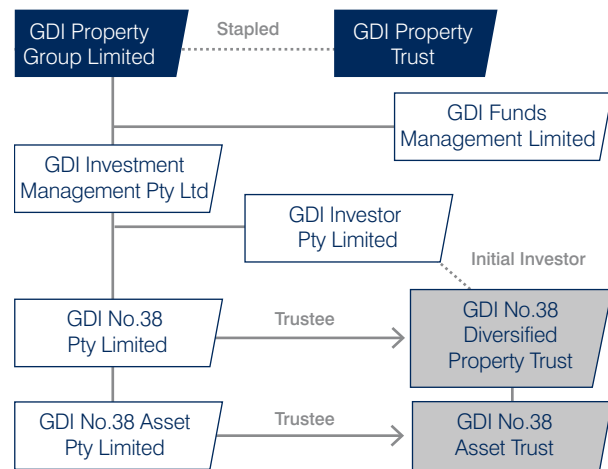 GDI Property
Group Limited
Stapled
GDI Property
Trust
GDI Funds
Management Limited
GDI Investment
Management Pty Ltd
GDI Investor
Pty Limited
Initial Investor
GDI No.38
Pty Limited
Trustee
GDI No.38
Diversified
Property Trust
GDI No.38 Asset
Pty Limited
Trustee
GDI No.38
Asset Trust